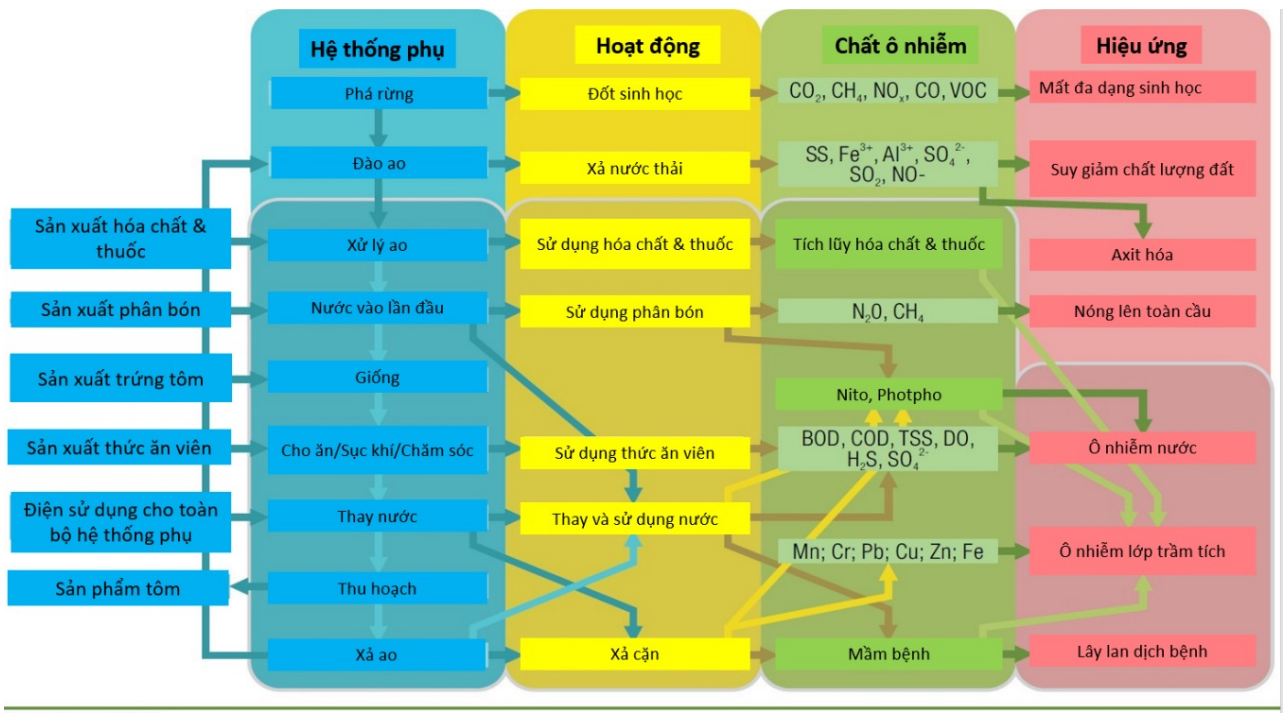 Hệ thống phụ
Hoạt động
Chất ô nhiễm
Hiệu ứng
Phá rừng
Đốt sinh học
CO₂, CH₄, NOₓ, CO, VOC
Mất đa dạng sinh học
Đào ao
Xả nước thải
SS, Fe³⁺, Al³⁺, SO₄²⁻,
SO₂, NO-
Suy giảm chất lượng đất
Sản xuất hóa chất &
thuốc
Xử lý ao
Sử dụng hóa chất & thuốc
Tích lũy hóa chất & thuốc
Axit hóa
Sản xuất phân bón
Nước vào lần đầu
Sử dụng phân bón
N₂O, CH₄
Nóng lên toàn cầu
Sản xuất trứng tôm
Giống
Nito, Photpho
Sản xuất thức ăn viên
Cho ăn/Sục khí/Chăm sóc
Sử dụng thức ăn viên
BOD, COD, TSS, DO,
H₂S, SO₄²⁻
Ô nhiễm nước
Điện sử dụng cho toàn
bộ hệ thống phụ
Thay nước
Thay và sử dụng nước
Mn; Cr; Pb; Cu; Zn; Fe
Ô nhiễm lớp trầm tích
Sản phẩm tôm
Thu hoạch
Xả ao
Xả cặn
Mầm bệnh
Lây lan dịch bệnh